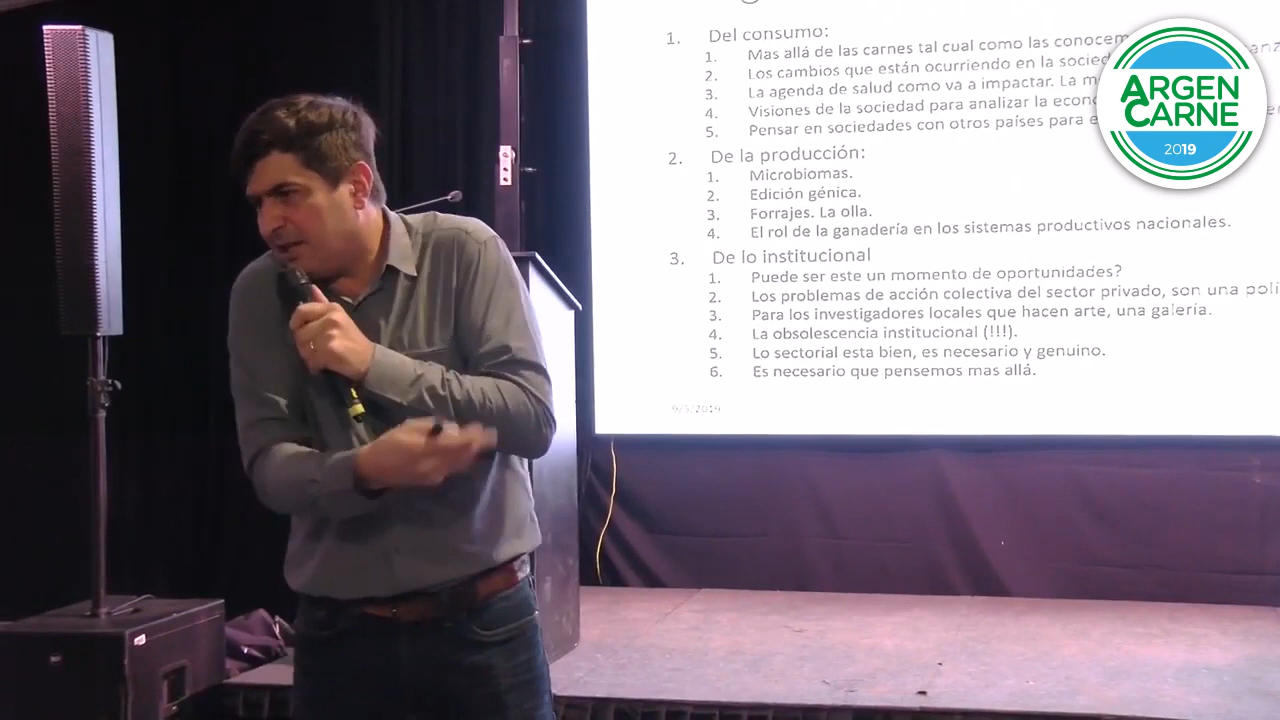 1. Del consumo:
1. Mas allá de las carnes tal cual como las conocem
2. Los cambios que están ocurriendo en la socied
3. La agenda de salud como va a impactar. La m
4. Visiones de la sociedad para analizar la econ
5. Pensar en sociedades con otros países para e
2. De la producción:
1. Microbiomas.
2. Edición génica.
3. Forrajes. La olla.
4. El rol de la ganadería en los sistemas productivos nacionales.
3. De lo institucional
1. Puede ser este un momento de oportunidades?
2. Los problemas de acción colectiva del sector privado, son una polí
3. Para los investigadores locales que hacen arte, una galería.
4. La obsolescencia institucional (!!!).
5. Lo sectorial esta bien, es necesario y genuino.
6. Es necesario que pensemos mas allá.
9/5/2019
ARGEN
CARNE
2019